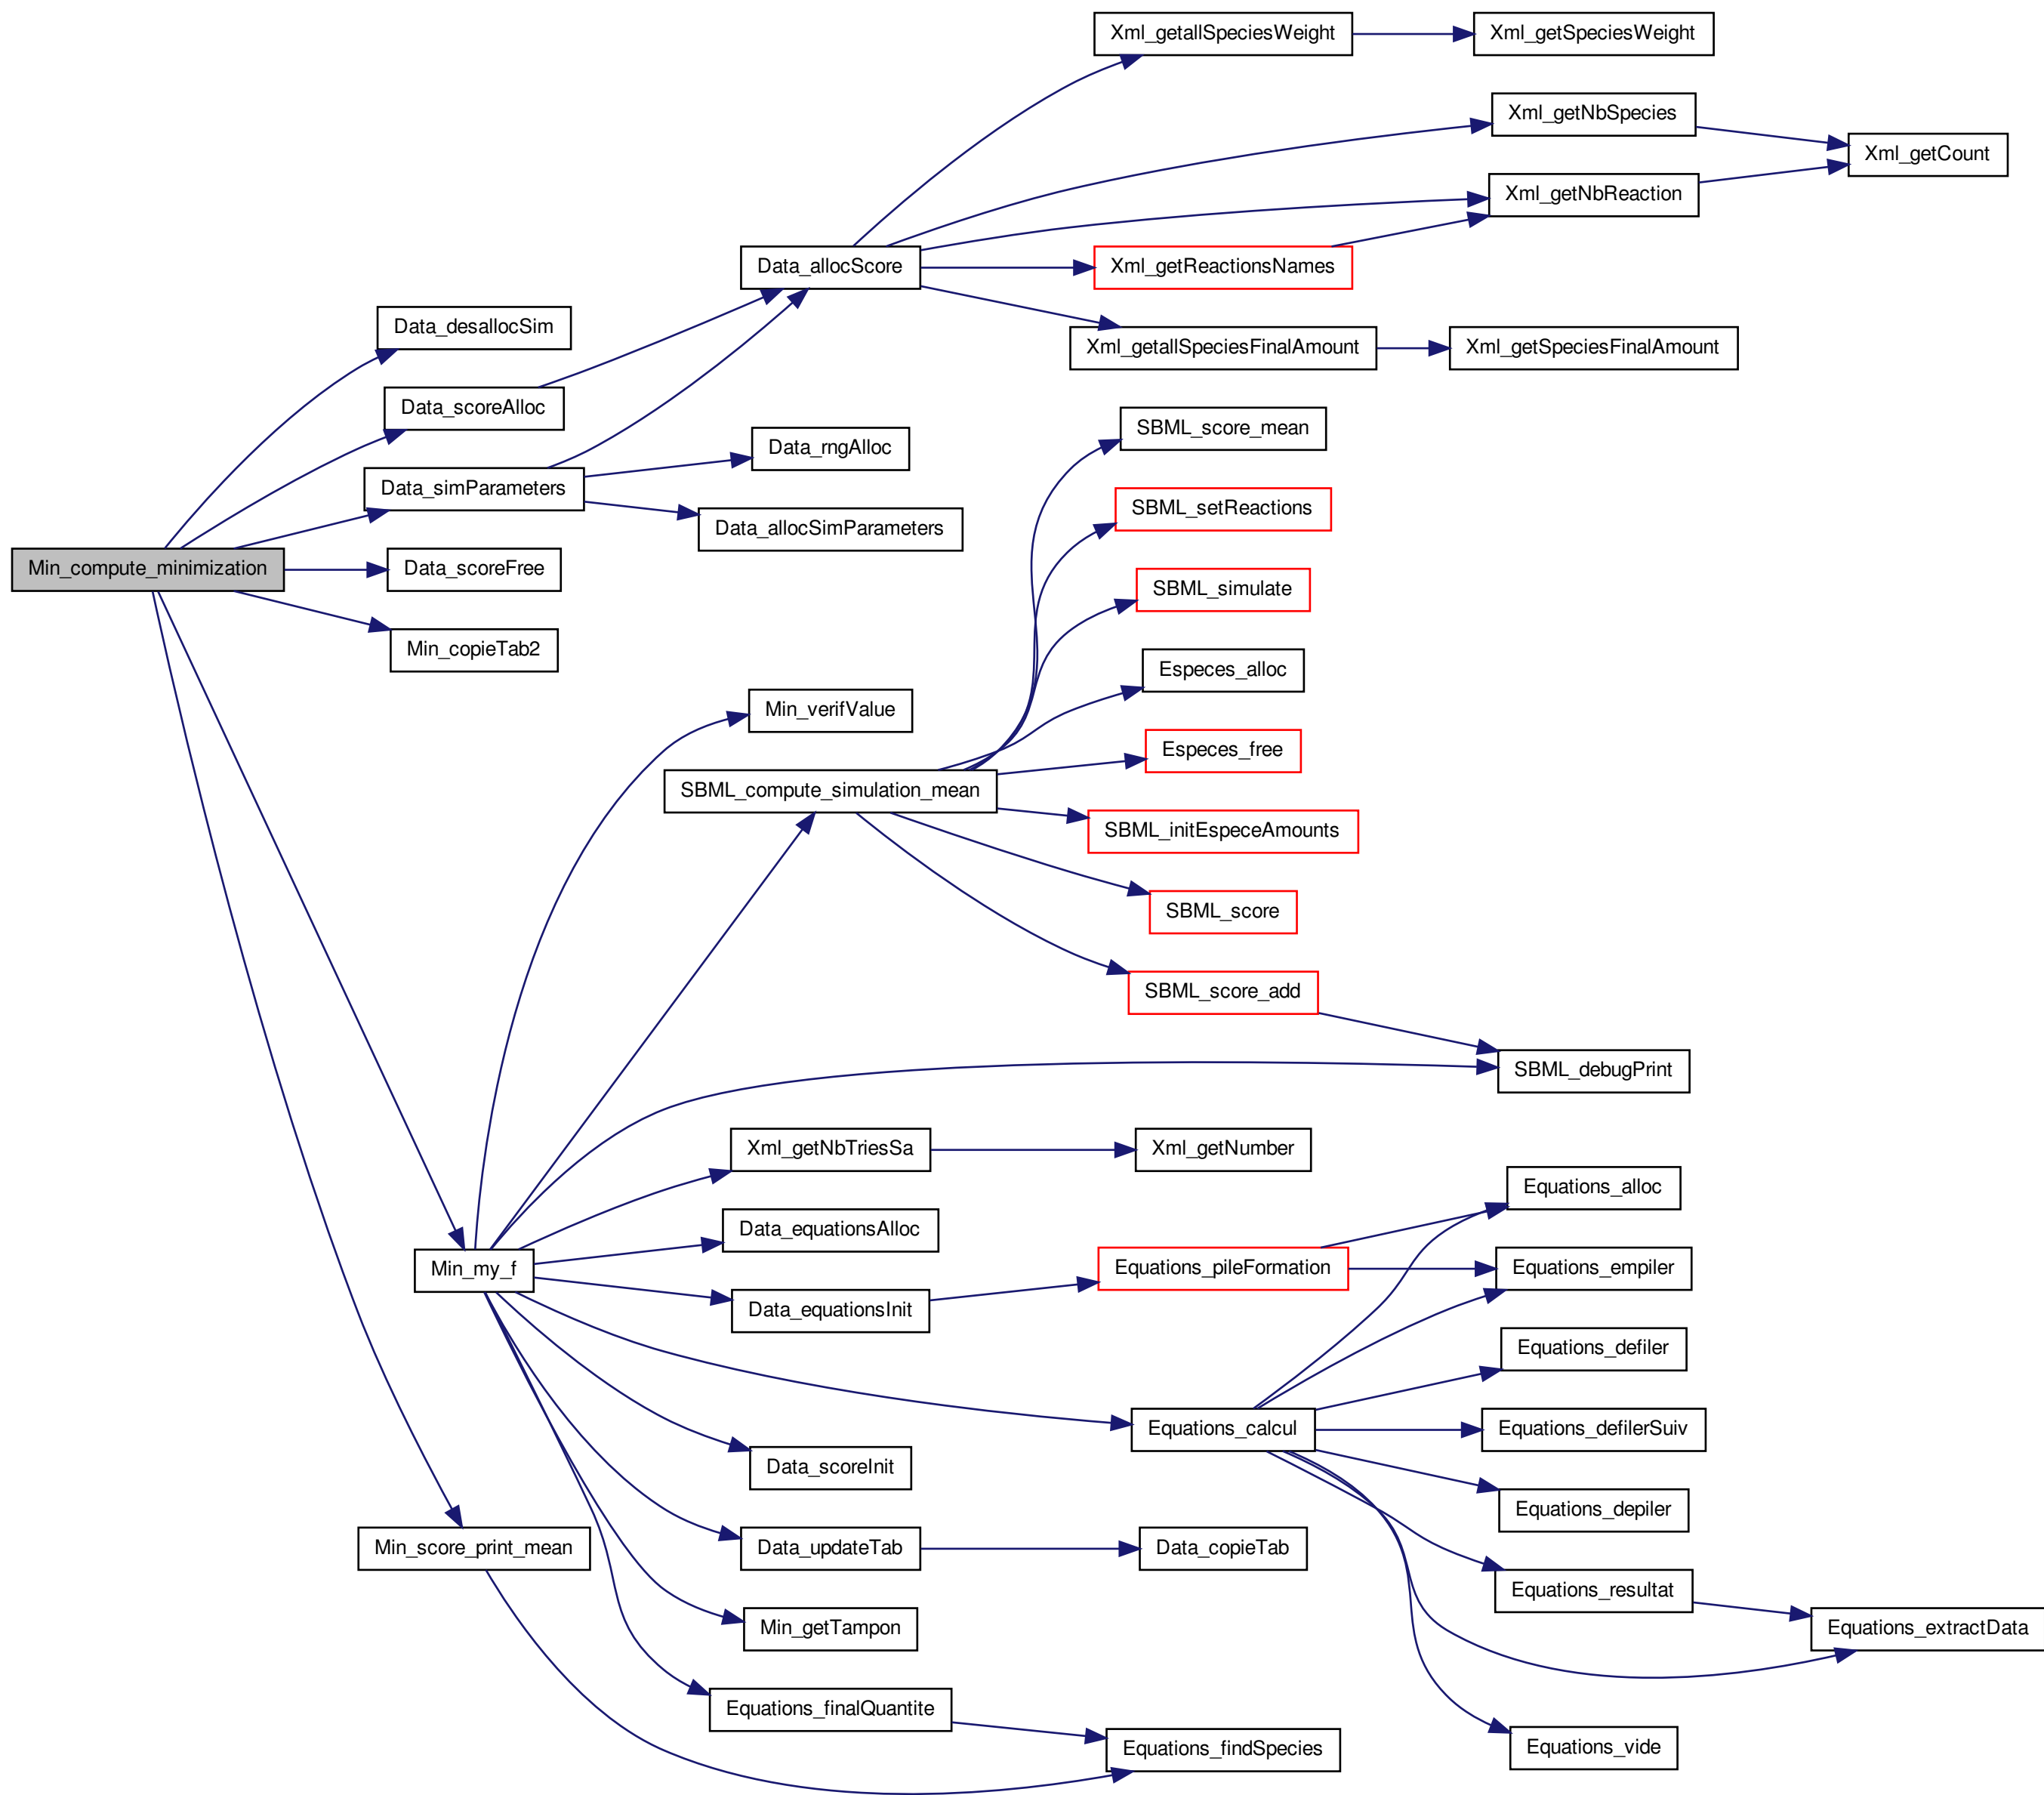 Xml_getallSpeciesWeight
Xml_getSpeciesWeight
Xml_getNbSpecies
Xml_getCount
Xml_getNbReaction
Data_allocScore
Xml_getReactionsNames
Data_desallocSim
Xml_getallSpeciesFinalAmount
Xml_getSpeciesFinalAmount
Data_scoreAlloc
SBML_score_mean
Data_rngAlloc
Data_simParameters
SBML_setReactions
Data_allocSimParameters
Min_compute_minimization
Data_scoreFree
SBML_simulate
Min_copieTab2
Especes_alloc
Min_verifValue
Especes_free
SBML_compute_simulation_mean
SBML_initEspeceAmounts
SBML_score
SBML_score_add
SBML_debugPrint
Xml_getNbTriesSa
Xml_getNumber
Equations_alloc
Data_equationsAlloc
Min_my_f
Equations_pileFormation
Equations_empiler
Data_equationsInit
Equations_defiler
Equations_calcul
Equations_defilerSuiv
Data_scoreInit
Equations_depiler
Min_score_print_mean
Data_updateTab
Data_copieTab
Equations_resultat
Min_getTampon
Equations_extractData
Equations_finalQuantite
Equations_findSpecies
Equations_vide